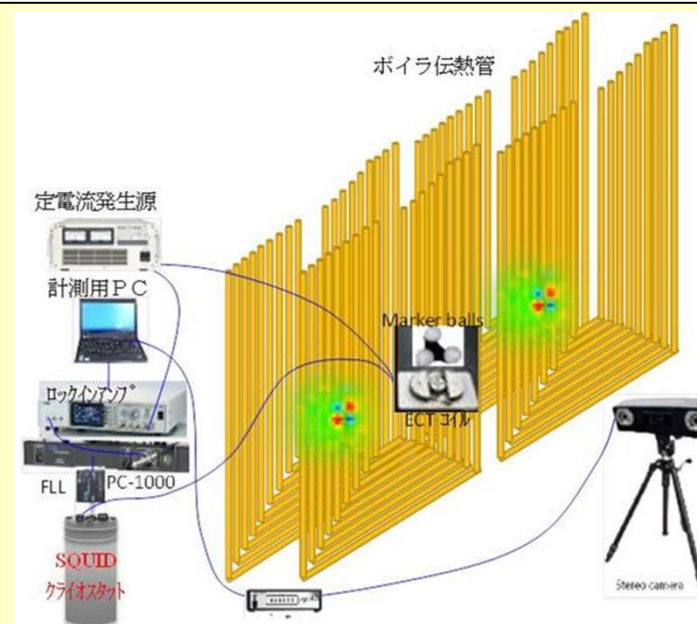 ボイラ伝熱管
定電流発生源
計測用ＰＣ
Marker balls
ロックインアンプ
ECTコイル
FLL
PC-1000
SQUID
クライオスタット
Stereo camera